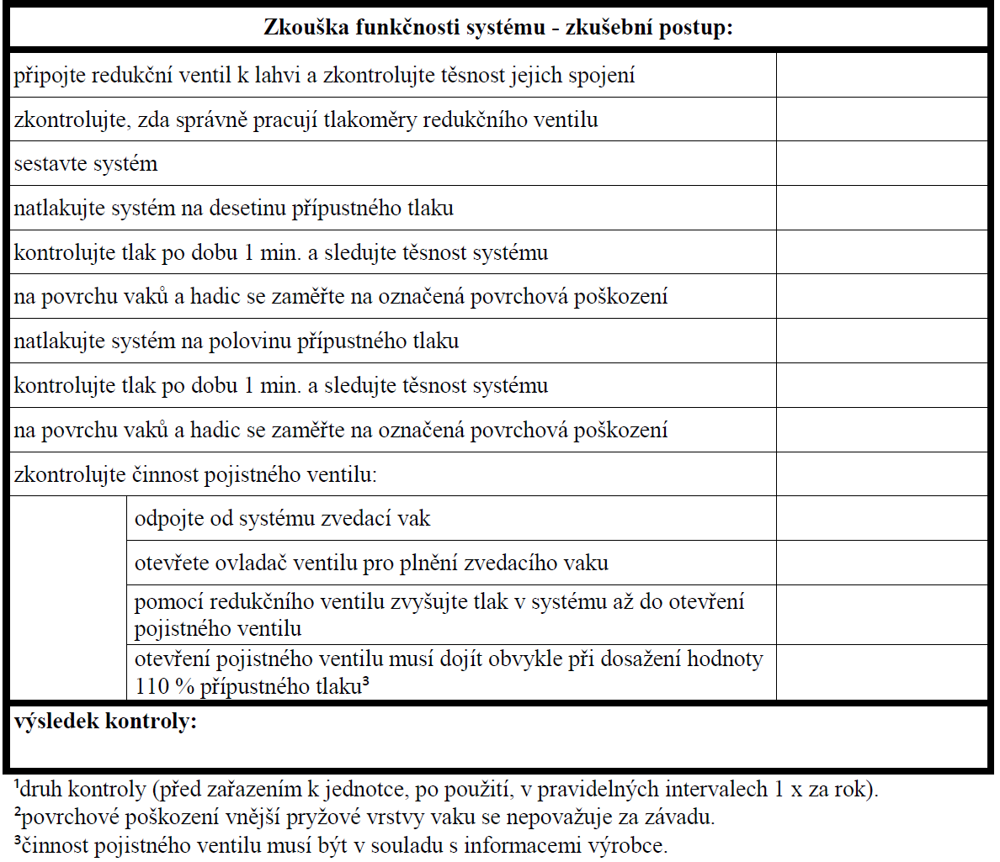 Zkouška funkčnosti systému - zkušební postup:
připojte redukční ventil k lahvi a zkontrolujte těsnost jejich spojení
zkontrolujte, zda správně pracují tlakoměry redukčního ventilu
sestavte systém
natlakujte systém na desetinu přípustného tlaku
kontrolujte tlak po dobu 1 min. a sledujte těsnost systému
na povrchu vaků a hadic se zaměřte na označená povrchová poškození
natlakujte systém na polovinu přípustného tlaku
kontrolujte tlak po dobu 1 min. a sledujte těsnost systému
na povrchu vaků a hadic se zaměřte na označená povrchová poškození
zkontrolujte činnost pojistného ventilu:
odpojte od systému zvedací vak
otevřete ovladač ventilu pro plnění zvedacího vaku
pomocí redukčního ventilu zvyšujte tlak v systému až do otevření
pojistného ventilu
otevření pojistného ventilu musí dojít obvykle při dosažení hodnoty
110 % přípustného tlaku³
výsledek kontroly:
¹druh kontroly (před zařazením k jednotce, po použití, v pravidelných intervalech 1 x za rok).
²povrchové poškození vnější pryžové vrstvy vaku se nepovažuje za závadu.
³činnost pojistného ventilu musí být v souladu s informacemi výrobce.